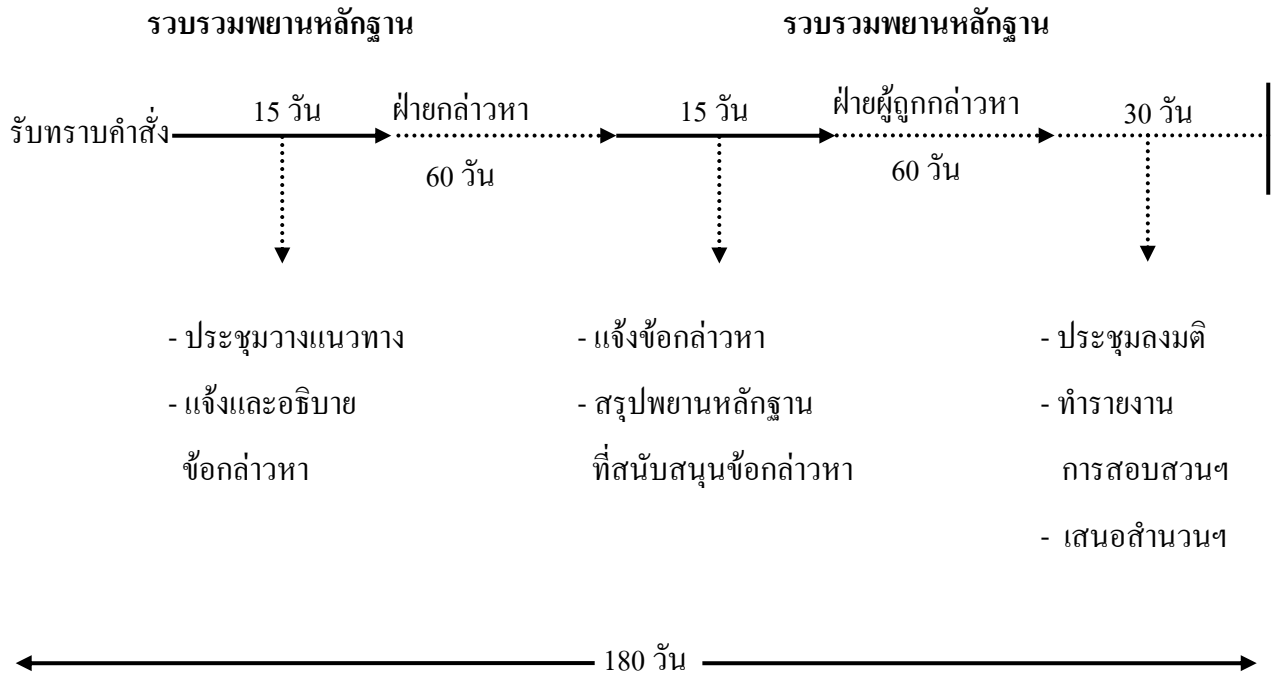 รวบรวมพยานหลักฐาน
รวบรวมพยานหลักฐาน
รับทราบคำสั่ง
15 วัน
ฝ่ายกล่าวหา
60 วัน
15 วัน
ฝ่ายผู้ถูกกล่าวหา
60 วัน
30 วัน
- ประชุมวางแนวทาง
- แจ้งและอธิบาย
ข้อกล่าวหา
- แจ้งข้อกล่าวหา
- สรุปพยานหลักฐาน
ที่สนับสนุนข้อกล่าวหา
- ประชุมลงมติ
- ทำรายงาน
การสอบสวนฯ
- เสนอสำนวนฯ
180 วัน